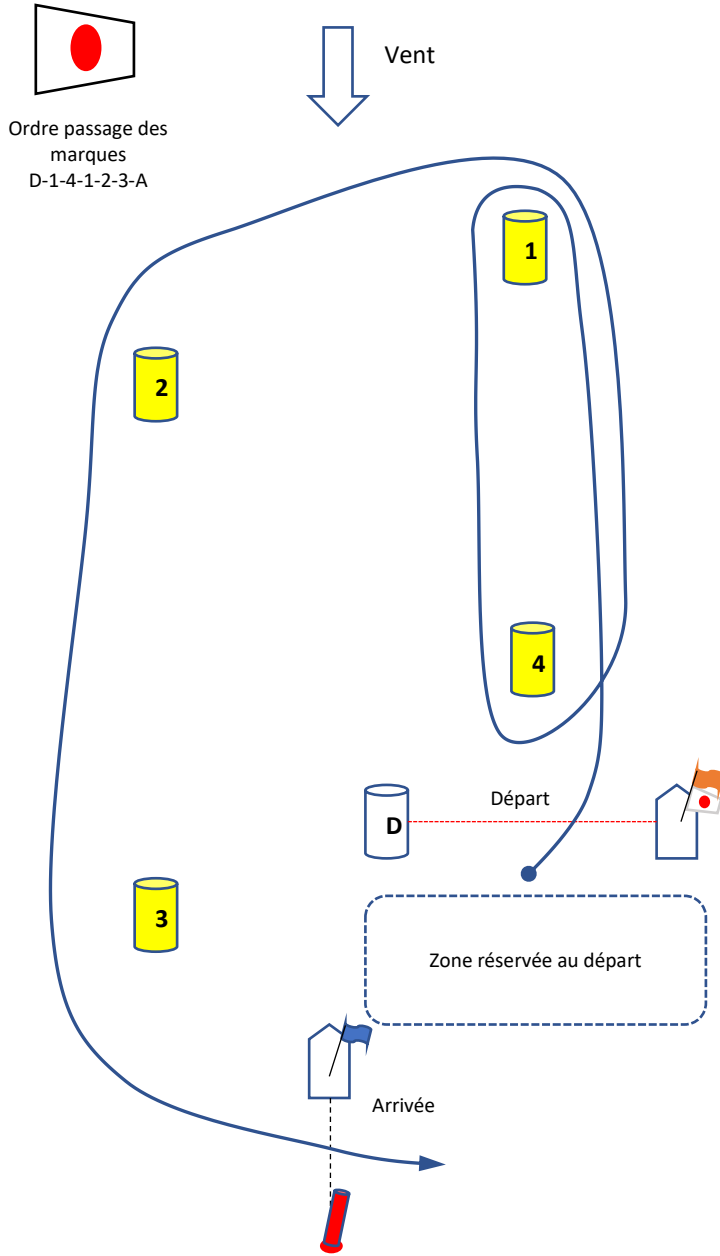 Vent
Ordre passage des
marques
D-1-4-1-2-3-A
1
2
4
Départ
D
3
Zone réservée au départ
Arrivée